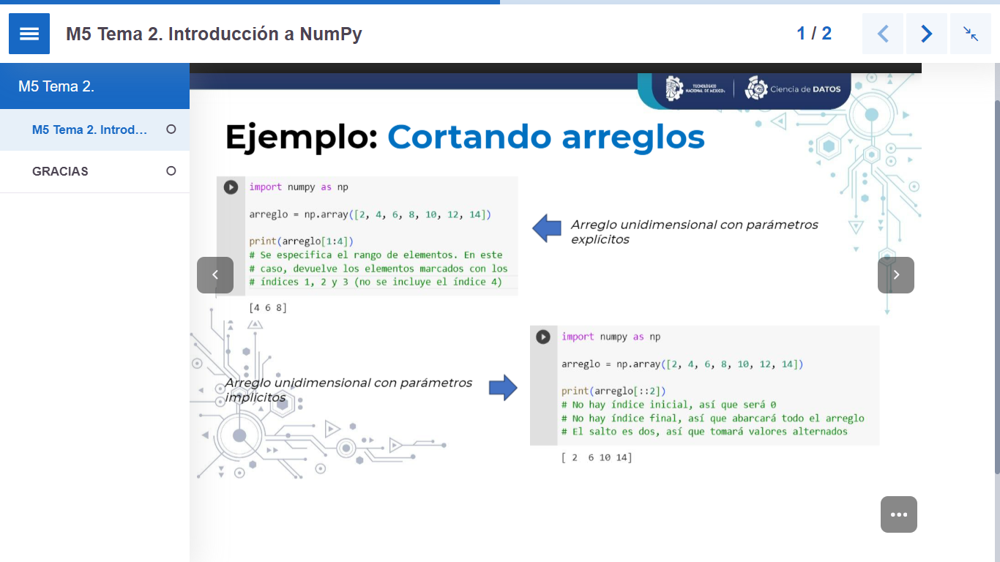 M5 Tema 2. Introducción a NumPy
1 / 2
M5 Tema 2.
M5 Tema 2. Introd...
GRACIAS
TECNOLÓGICO
NACIONAL DE MÉXICO
Ciencia de DATOS
Ejemplo: Cortando arreglos
import numpy as np
arreglo = np.array([2, 4, 6, 8, 10, 12, 14])
print(arreglo[1:4])
# Se especifica el rango de elementos. En este
# caso, devuelve los elementos marcados con los
# índices 1, 2 y 3 (no se incluye el índice 4)
[4 6 8]
Arreglo unidimensional con parámetros
explícitos
Arreglo unidimensional con parámetros
implícitos
import numpy as np
arreglo = np.array([2, 4, 6, 8, 10, 12, 14])
print(arreglo[::2])
# No hay índice inicial, así que será 0
# No hay índice final, así que abarcará todo el arreglo
# El salto es dos, así que tomará valores alternados
[ 2  6 10 14]